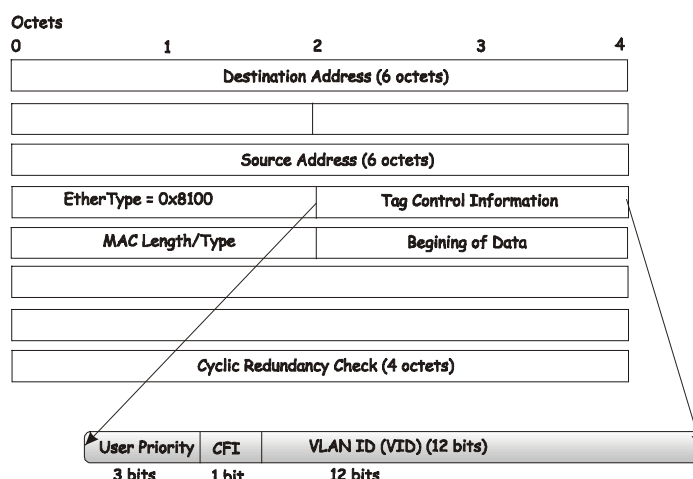 Octets
0 1 2 3 4
Destination Address (6 octets)
Source Address (6 octets)
EtherType = 0x8100 Tag Control Information
MAC Length/Type Begining of Data
Cyclic Redundancy Check (4 octets)
User Priority CFI VLAN ID (VID) (12 bits)
3 bits 1 bit 12 bits